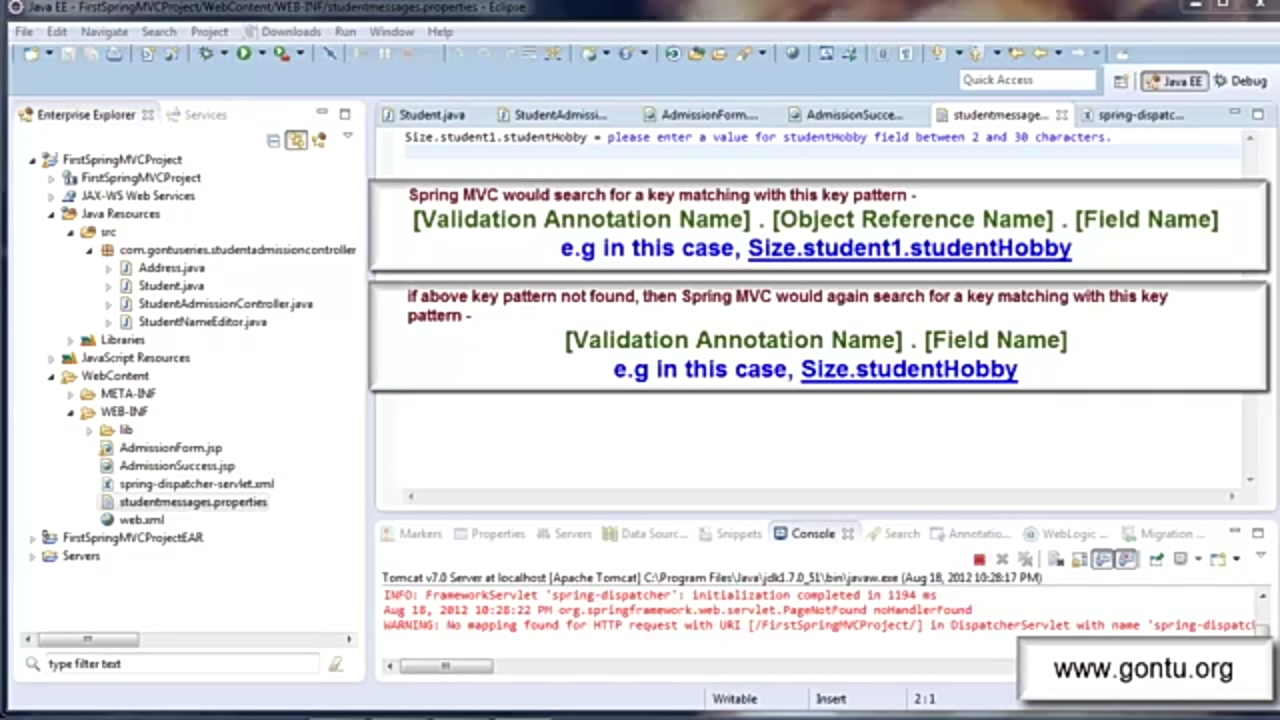 Java EE - FirstSpringMVCProject/WebContent/WEB-INF/studentmessages.properties - Eclipse
File Edit Navigate Search Project Downloads Run Window Help
Quick Access
Java EE
Debug
Enterprise Explorer
Services
FirstSpringMVCProject
FirstSpringMVCProject
JAX-WS Web Services
Java Resources
src
com.gontuseries.studentadmissioncontroller
Address.java
Student.java
StudentAdmissionController.java
StudentNameEditor.java
Libraries
JavaScript Resources
WebContent
META-INF
WEB-INF
lib
AdmissionForm.jsp
AdmissionSuccess.jsp
spring-dispatcher-servlet.xml
studentmessages.properties
web.xml
FirstSpringMVCProjectEAR
Servers
type filter text
Student.java
StudentAdmissi...
AdmissionForm....
AdmissionSucce...
studentmessage...
spring-dispatc...
Size.student1.studentHobby = please enter a value for studentHobby field between 2 and 30 characters.
Spring MVC would search for a key matching with this key pattern -
[Validation Annotation Name] . [Object Reference Name] . [Field Name]
e.g in this case, Size.student1.studentHobby
if above key pattern not found, then Spring MVC would again search for a key matching with this key
pattern -
[Validation Annotation Name] . [Field Name]
e.g in this case, Size.studentHobby
Markers
Properties
Servers
Data Sourc...
Snippets
Console
Search
Annotatio...
WebLogic ...
Migration ...
Tomcat v7.0 Server at localhost [Apache Tomcat] C:\Program Files\Java\jdk1.7.0_51\bin\javaw.exe (Aug 18, 2012 10:28:17 PM)
INFO: FrameworkServlet 'spring-dispatcher': initialization completed in 1194 ms
Aug 18, 2012 10:28:22 PM org.springframework.web.servlet.PageNotFound noHandlerFound
WARNING: No mapping found for HTTP request with URI [/FirstSpringMVCProject/] in DispatcherServlet with name 'spring-dispatc
www.gontu.org
Writable
Insert
2 : 1